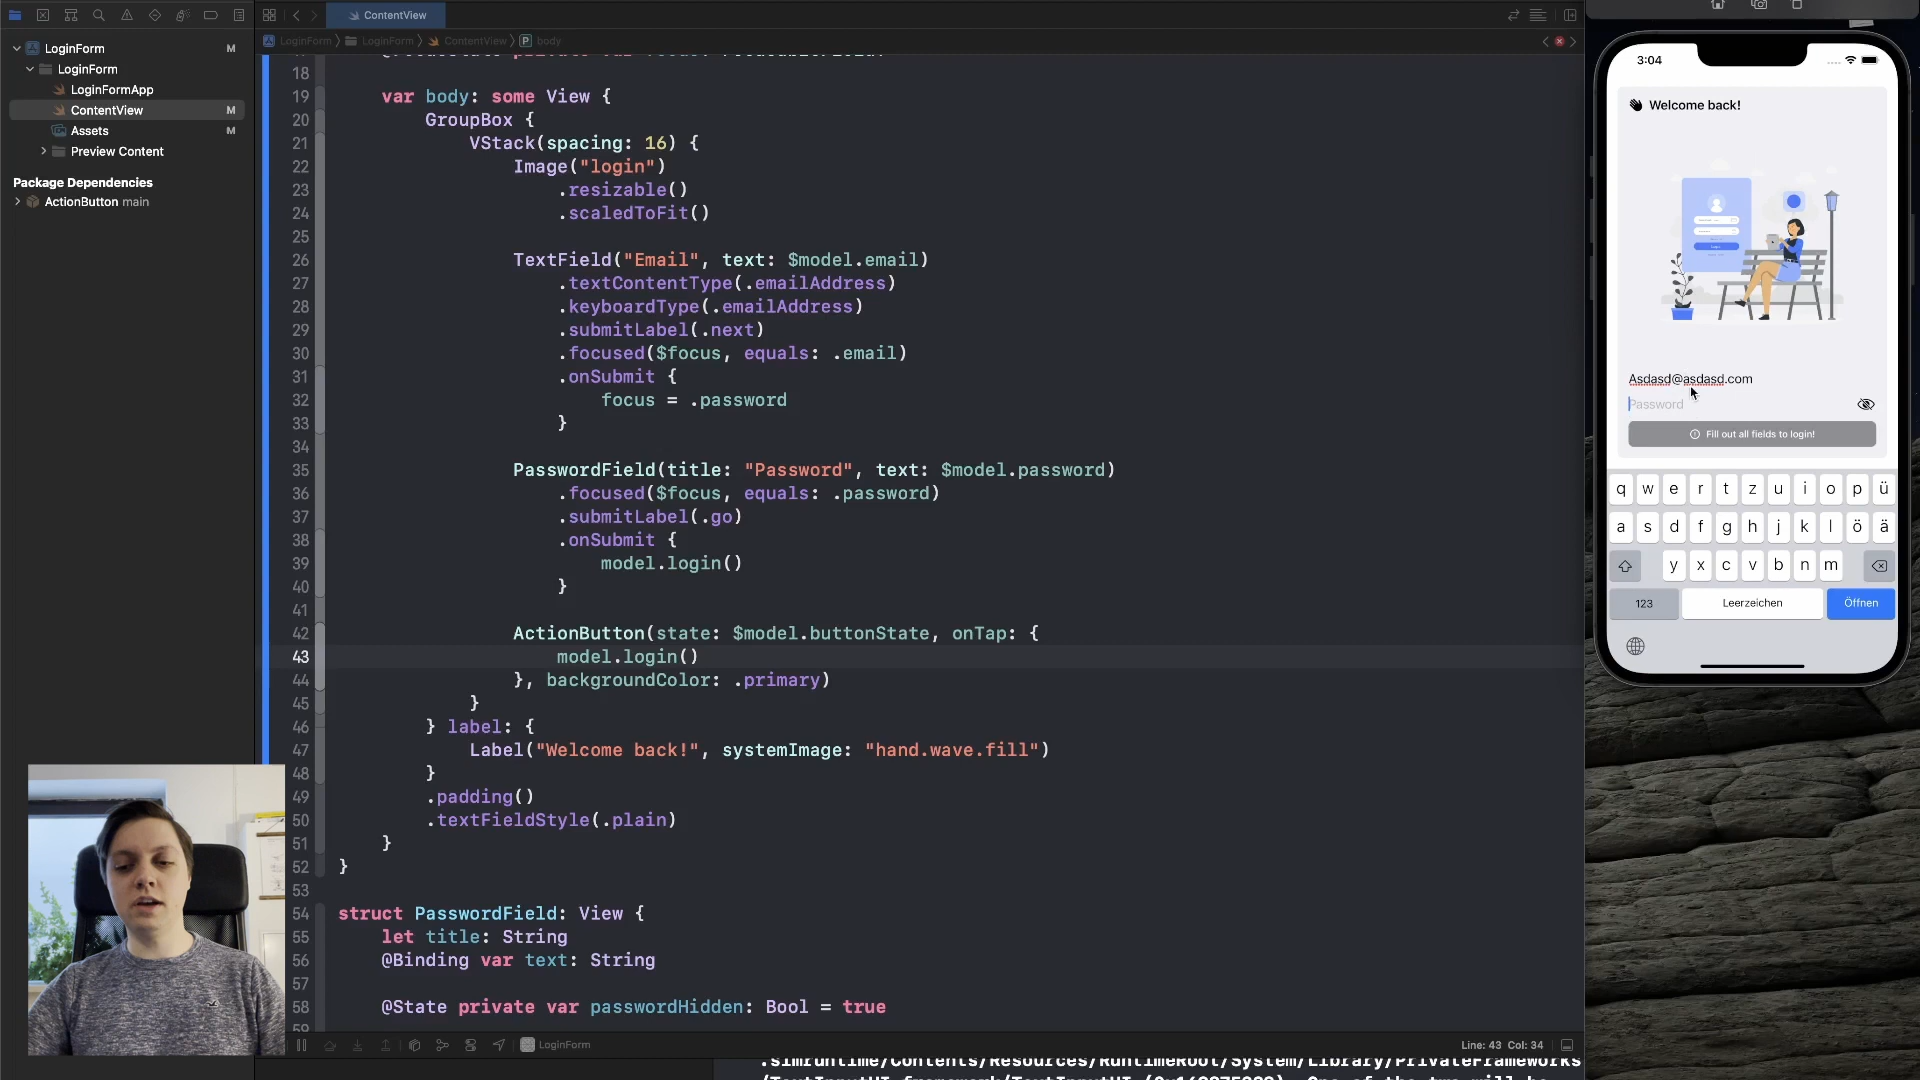 ContentView
LoginForm M
LoginForm
LoginFormApp
ContentView M
Assets M
Preview Content
Package Dependencies
ActionButton main
LoginForm LoginForm ContentView P body
18
19 var body: some View {
20 GroupBox {
21 VStack(spacing: 16) {
22 Image("login")
23 .resizable()
24 .scaledToFit()
25
26 TextField("Email", text: $model.email)
27 .textContentType(.emailAddress)
28 .keyboardType(.emailAddress)
29 .submitLabel(.next)
30 .focused($focus, equals: .email)
31 .onSubmit {
32 focus = .password
33 }
34
35 PasswordField(title: "Password", text: $model.password)
36 .focused($focus, equals: .password)
37 .submitLabel(.go)
38 .onSubmit {
39 model.login()
40 }
41
42 ActionButton(state: $model.buttonState, onTap: {
43 model.login()
44 }, backgroundColor: .primary)
45 }
46 } label: {
47 Label("Welcome back!", systemImage: "hand.wave.fill")
48 }
49 .padding()
50 .textFieldStyle(.plain)
51 }
52 }
53
54 struct PasswordField: View {
55 let title: String
56 @Binding var text: String
57
58 @State private var passwordHidden: Bool = true
59
LoginForm
Line: 43 Col: 34
.simruntime/Contents/Resources/RuntimeRoot/System/Library/PrivateFrameworks
3:04
Welcome back!
Asdasd@asdasd.com
Password
Fill out all fields to login!
q w e r t z u i o p ü
a s d f g h j k l ö ä
y x c v b n m
123 Leerzeichen Öffnen